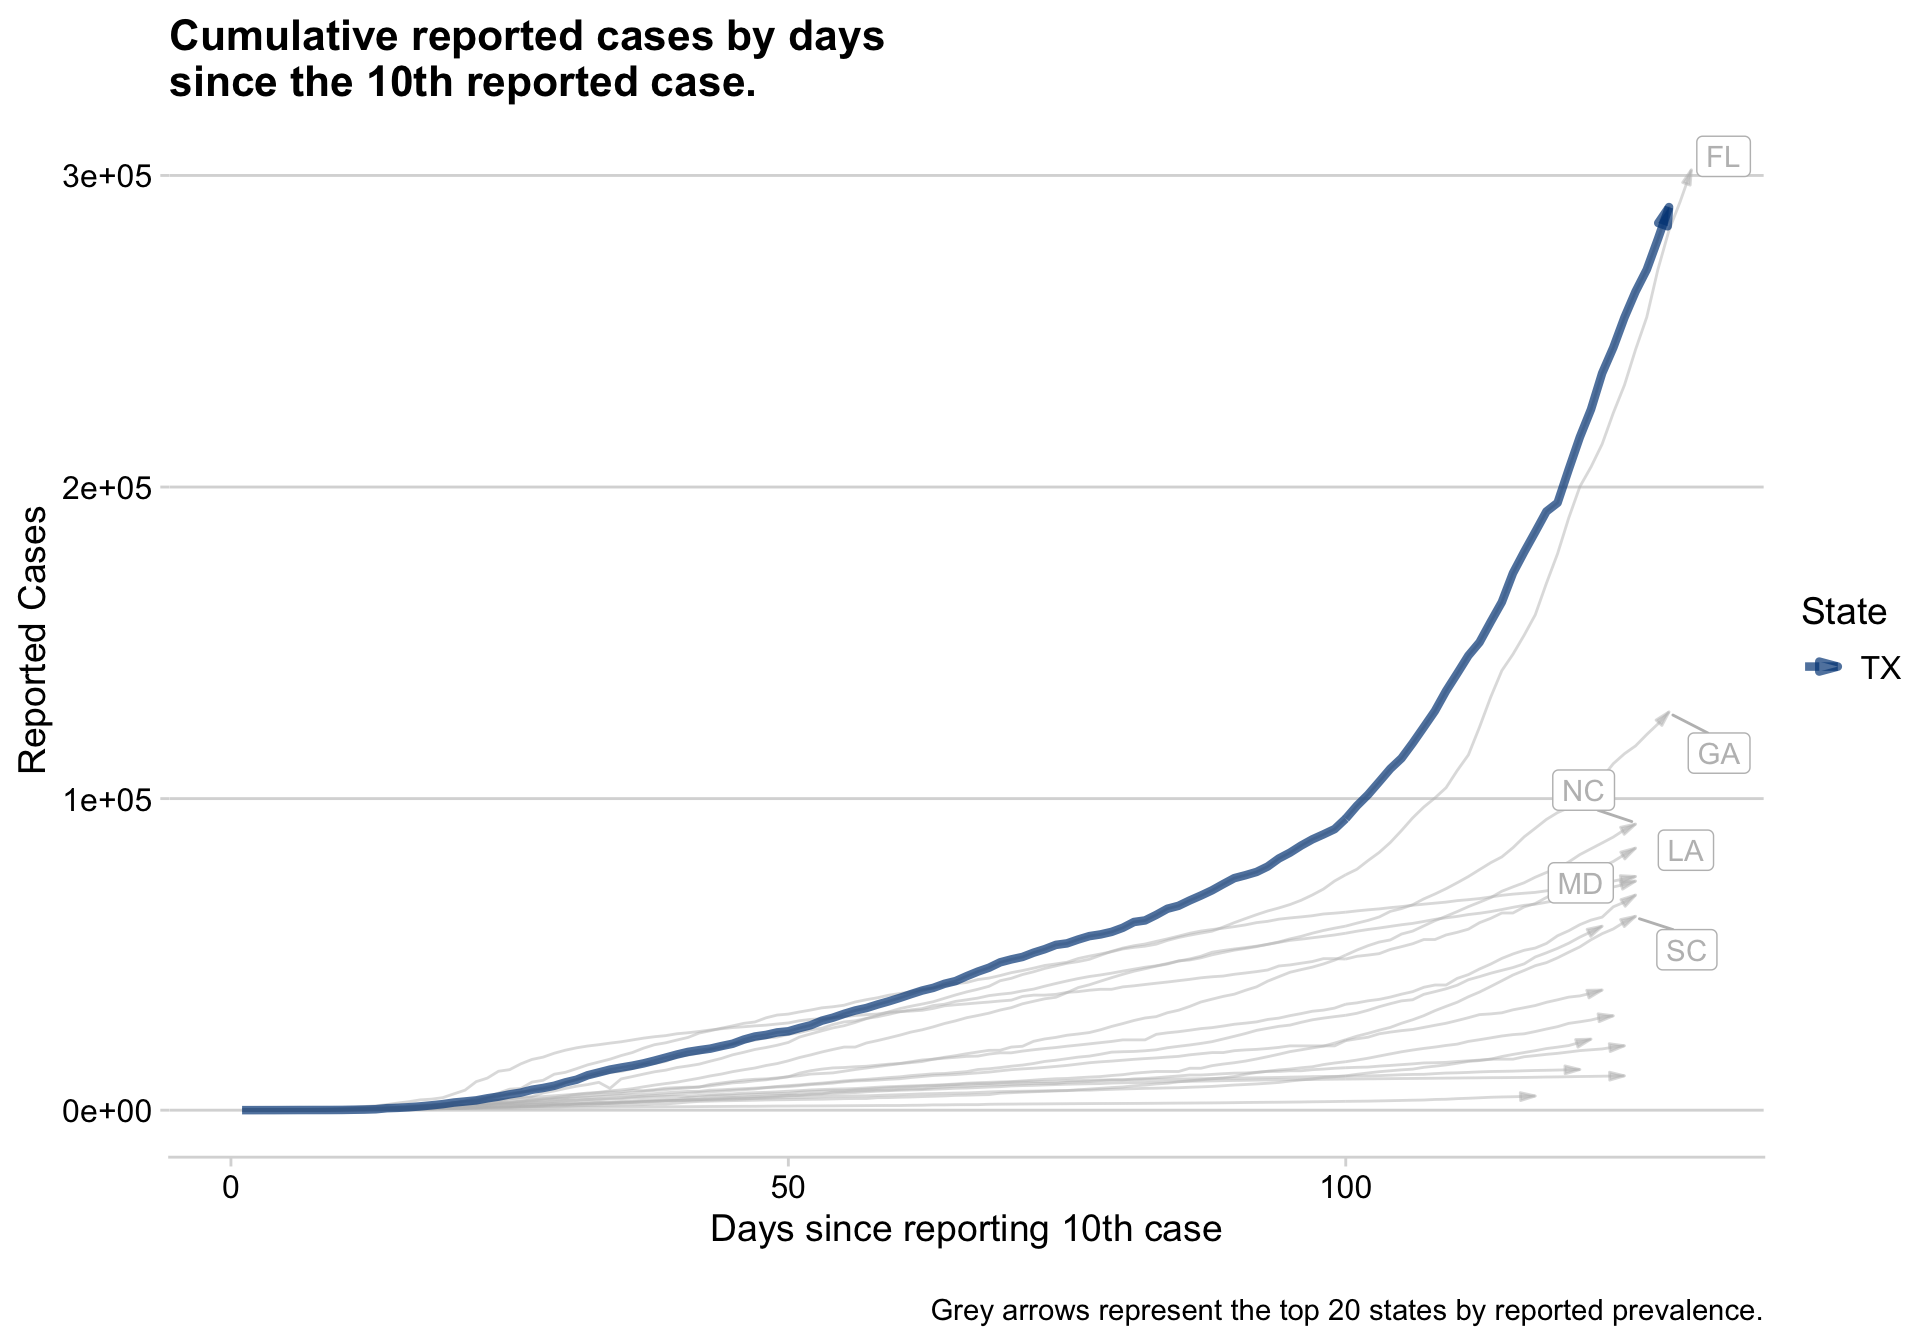 Cumulative reported cases by days
since the 10th reported case.
3e+05
2e+05
1e+05
0e+00
Reported Cases
FL
GA
NC
LA
MD
SC
State
TX
0
50
100
Days since reporting 10th case
Grey arrows represent the top 20 states by reported prevalence.